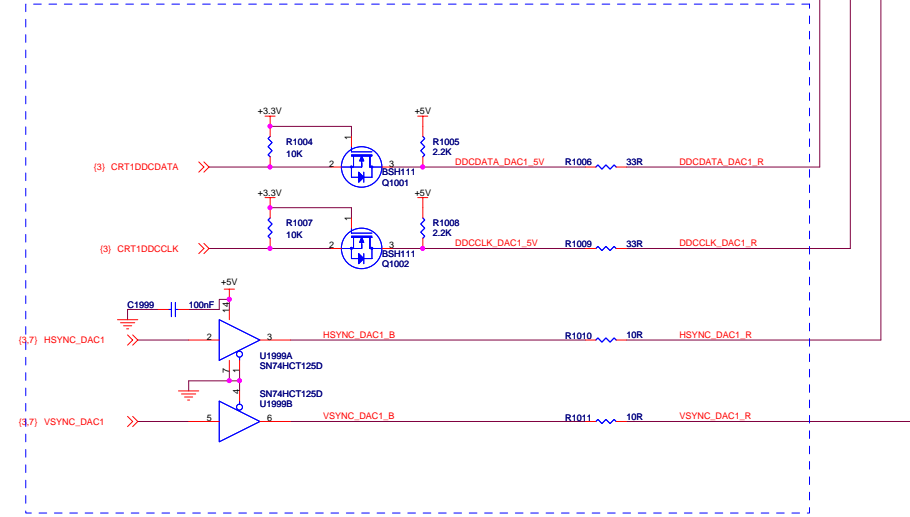 +3.3V
+5V
R1004
10K
1
R1005
2.2K
{3} CRT1DDCDATA
2
3
DDCDATA_DAC1_5V
R1006
33R
DDCDATA_DAC1_R
BSH111
Q1001
+3.3V
+5V
R1007
10K
1
R1008
2.2K
{3} CRT1DDCCLK
2
3
DDCCLK_DAC1_5V
R1009
33R
DDCCLK_DAC1_R
BSH111
Q1002
+5V
C1999
100nF
14
{3,7} HSYNC_DAC1
2
3
HSYNC_DAC1_B
R1010
10R
HSYNC_DAC1_R
U1999A
SN74HCT125D
7
1
4
SN74HCT125D
U1999B
{3,7} VSYNC_DAC1
5
6
VSYNC_DAC1_B
R1011
10R
VSYNC_DAC1_R